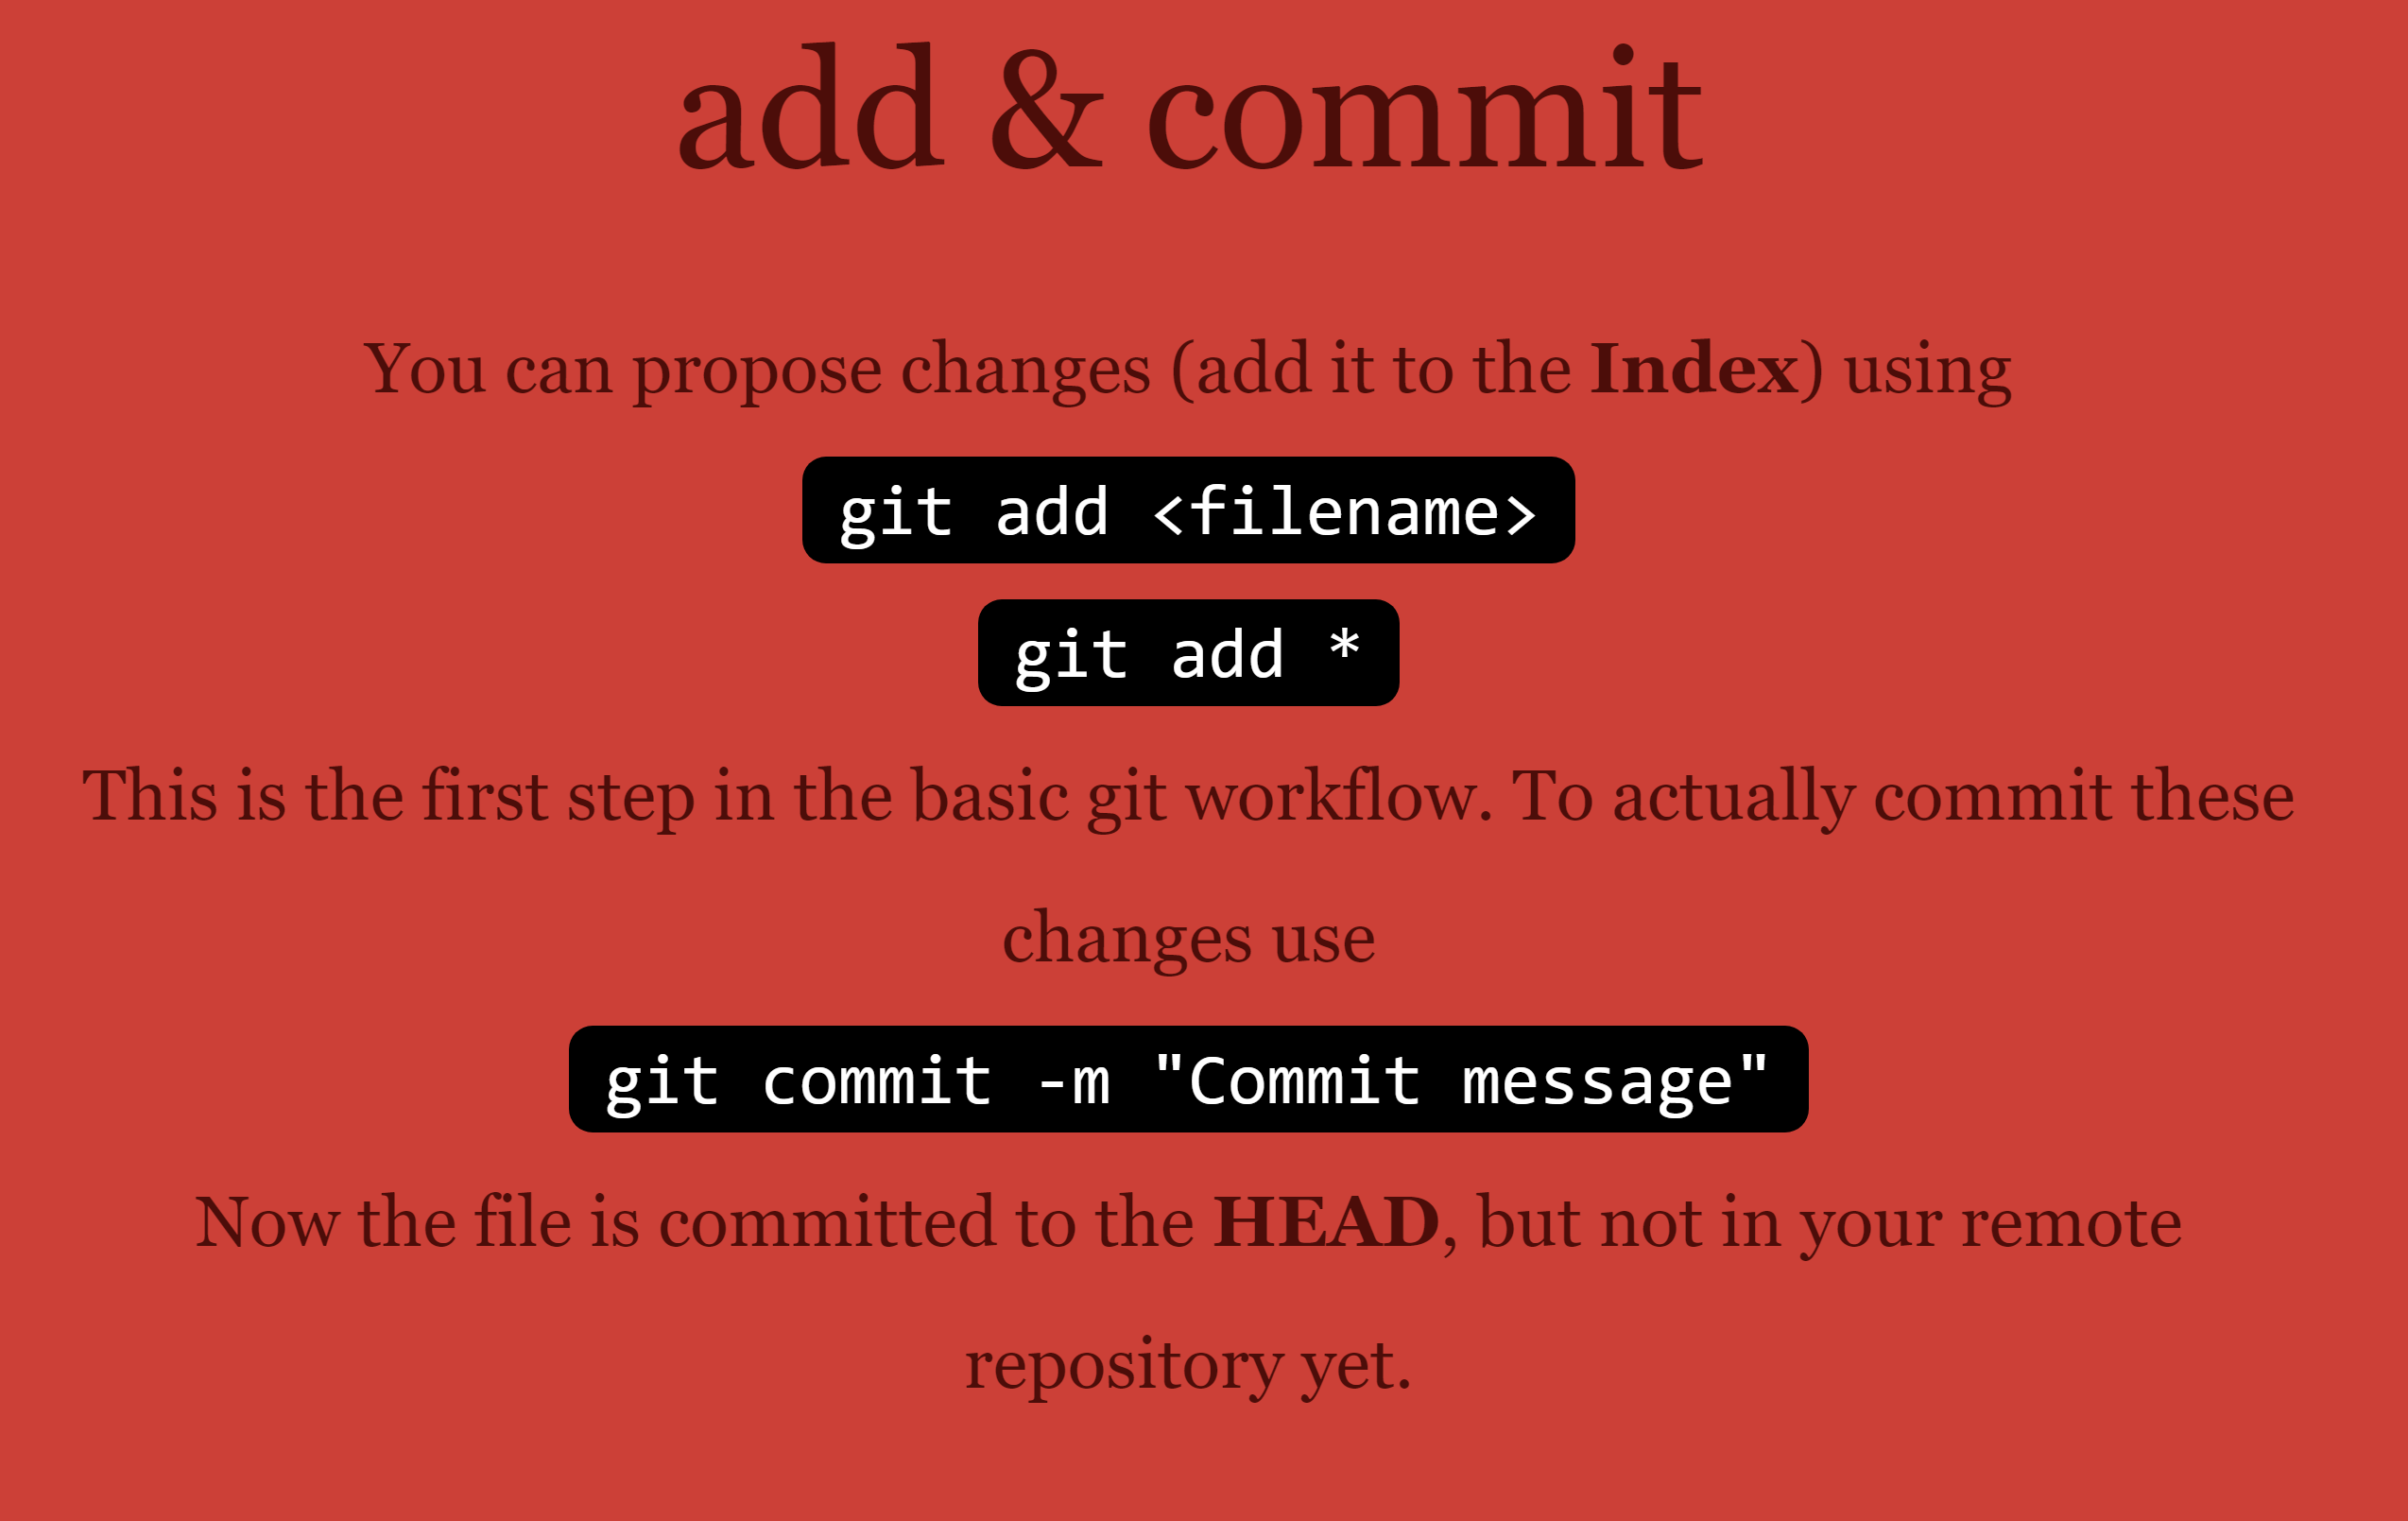 add & commit
You can propose changes (add it to the Index) using
git add <filename>
git add *
This is the first step in the basic git workflow. To actually commit these
changes use
git commit -m "Commit message"
Now the file is committed to the HEAD, but not in your remote
repository yet.